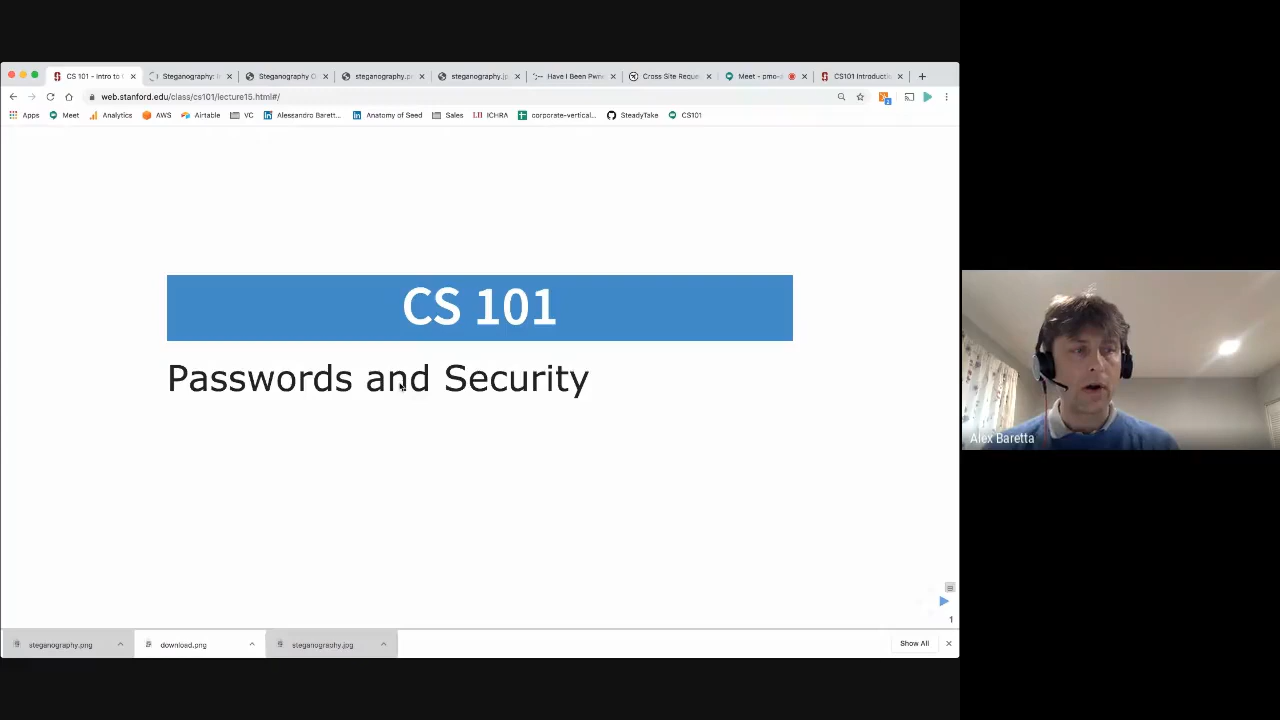 CS 101 - Intro to
Steganography: I
Steganography O
steganography.p
steganography.jp
Have I Been Pwn
Cross Site Reque
Meet - pmo-
CS101 Introducti
web.stanford.edu/class/cs101/lecture15.html#/
Apps
Meet
Analytics
AWS
Airtable
VC
Alessandro Barett...
Anatomy of Seed
Sales
ICHRA
corporate-vertical...
SteadyTake
CS101
CS 101
Passwords and Security
Alex Baretta
1
steganography.png
download.png
steganography.jpg
Show All